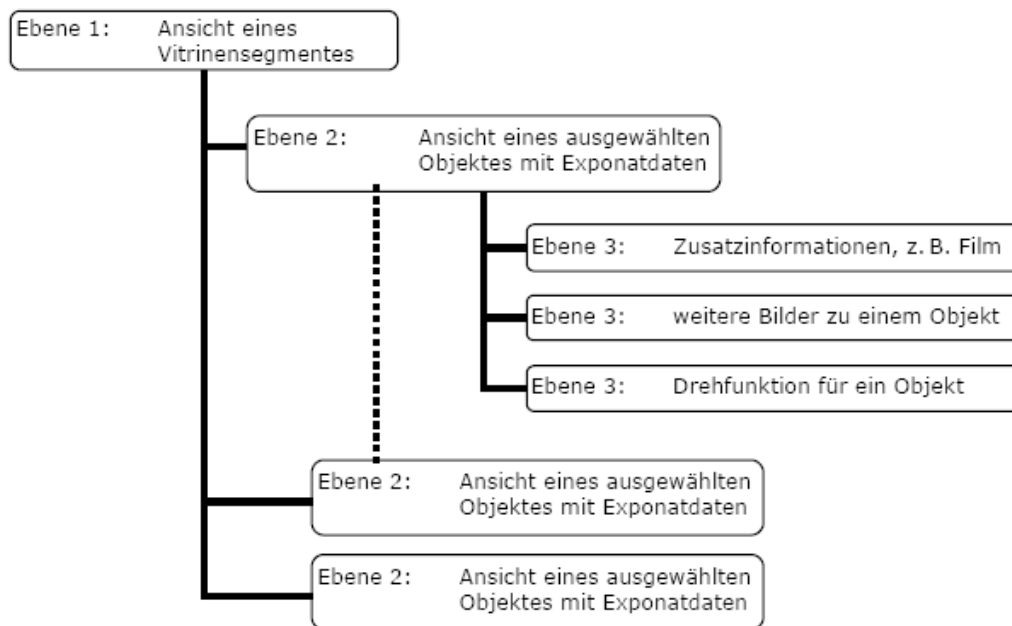 Ebene 1: Ansicht eines
Vitrinensegmentes
Ebene 2: Ansicht eines ausgewählten
Objektes mit Exponatdaten
Ebene 3: Zusatzinformationen, z. B. Film
Ebene 3: weitere Bilder zu einem Objekt
Ebene 3: Drehfunktion für ein Objekt
Ebene 2: Ansicht eines ausgewählten
Objektes mit Exponatdaten
Ebene 2: Ansicht eines ausgewählten
Objektes mit Exponatdaten